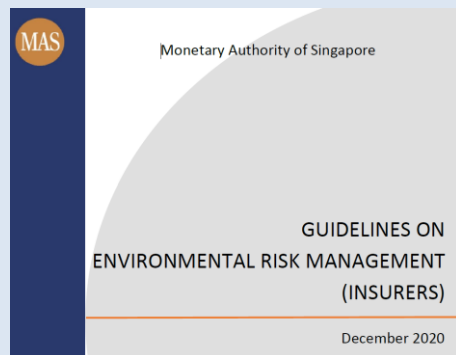 MAS
Monetary Authority of Singapore
GUIDELINES ON
ENVIRONMENTAL RISK MANAGEMENT
(INSURERS)
December 2020